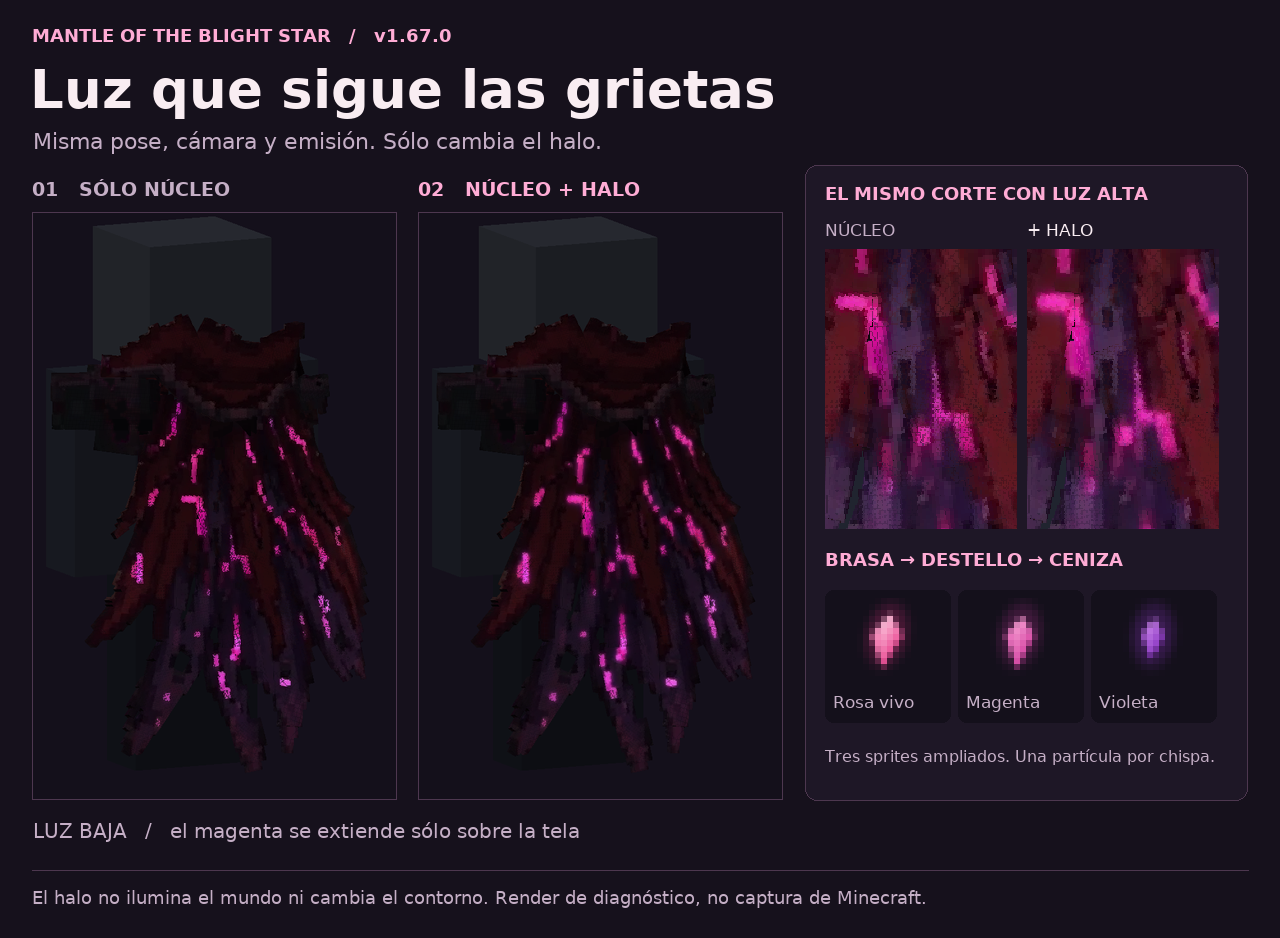 MANTLE OF THE BLIGHT STAR / v1.67.0
Luz que sigue las grietas
Misma pose, cámara y emisión. Sólo cambia el halo.
01 SÓLO NÚCLEO
02 NÚCLEO + HALO
EL MISMO CORTE CON LUZ ALTA
NÚCLEO
+ HALO
BRASA → DESTELLO → CENIZA
Rosa vivo
Magenta
Violeta
Tres sprites ampliados. Una partícula por chispa.
LUZ BAJA / el magenta se extiende sólo sobre la tela
El halo no ilumina el mundo ni cambia el contorno. Render de diagnóstico, no captura de Minecraft.